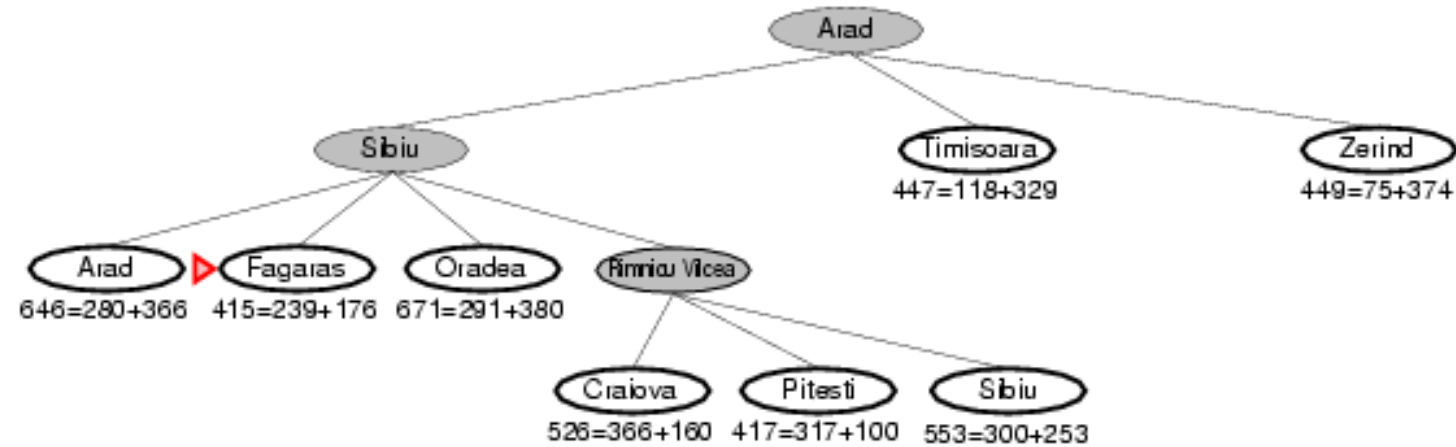 Arad
Sibiu
Timisoara
Zerind
447=118+329
449=75+374
Arad
Fagaras
Oradea
Rimnicu Vilcea
646=280+366
415=239+176
671=291+380
Craiova
Pitesti
Sibiu
526=366+160
417=317+100
553=300+253